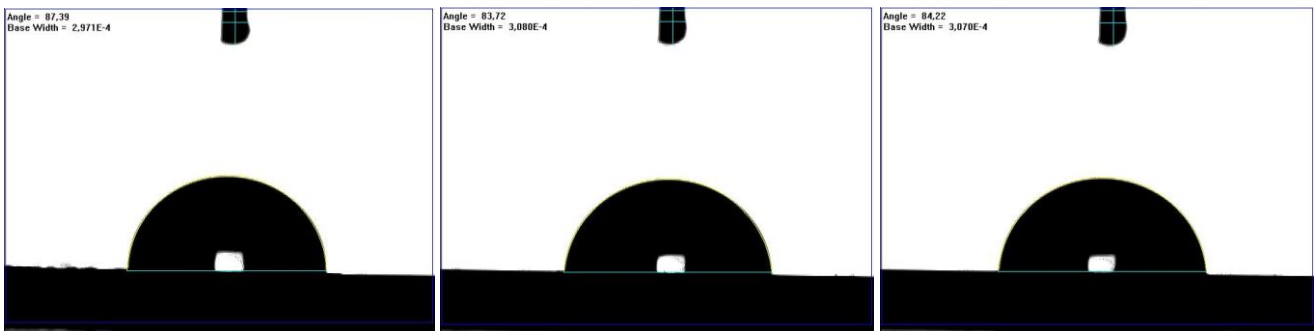 Angle = 87,39
Base Width = 2,971E-4
Angle = 83,72
Base Width = 3,080E-4
Angle = 84,22
Base Width = 3,070E-4